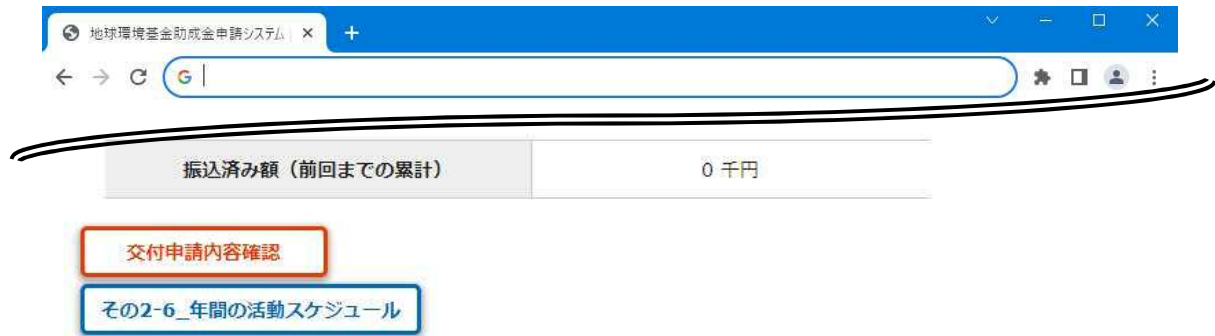 地球環境基金助成金申請システム
振込済み額（前回までの累計） 0 千円
交付申請内容確認
その2-6_年間の活動スケジュール